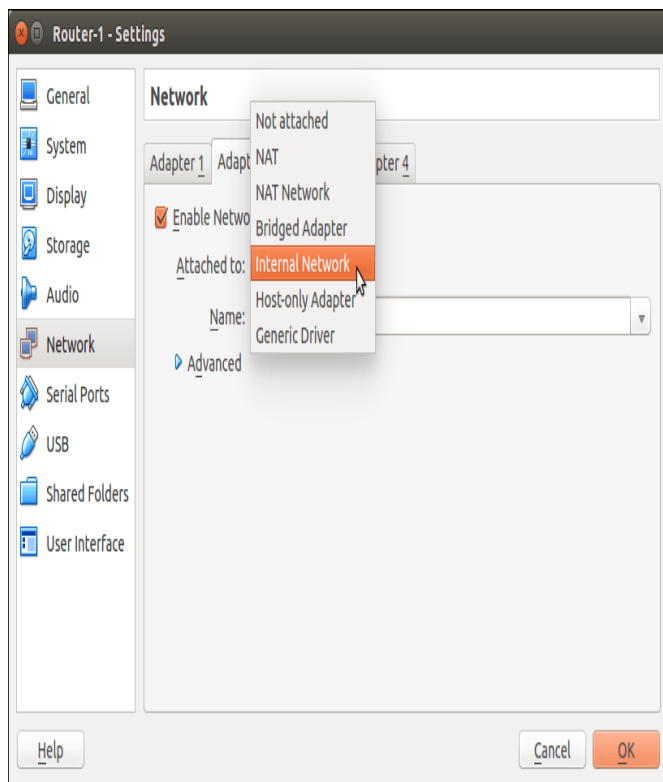 Router-1 - Settings
General
System
Display
Storage
Audio
Network
Serial Ports
USB
Shared Folders
User Interface
Network
Adapter 1
Adapt
pter 4
Enable Netwo
Attached to:
Name:
Advanced
Not attached
NAT
NAT Network
Bridged Adapter
Internal Network
Host-only Adapter
Generic Driver
Help
Cancel
OK